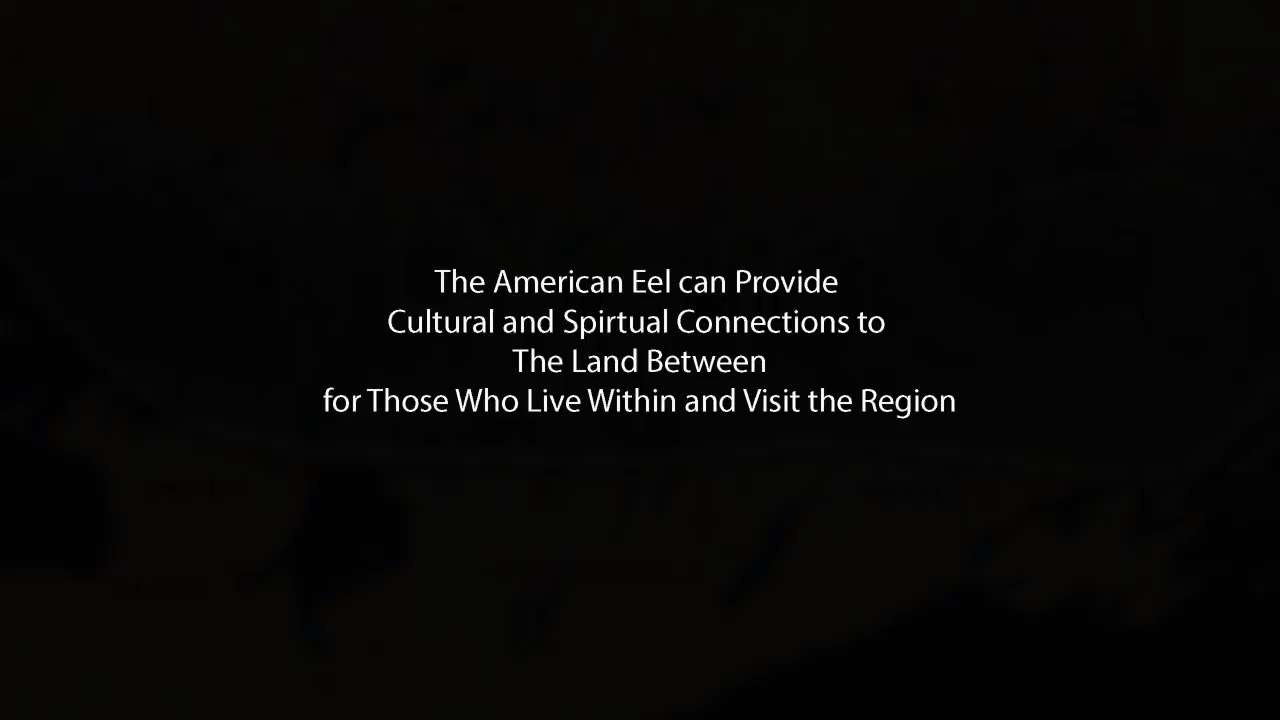 The American Eel can Provide
Cultural and Spirtual Connections to
The Land Between
for Those Who Live Within and Visit the Region